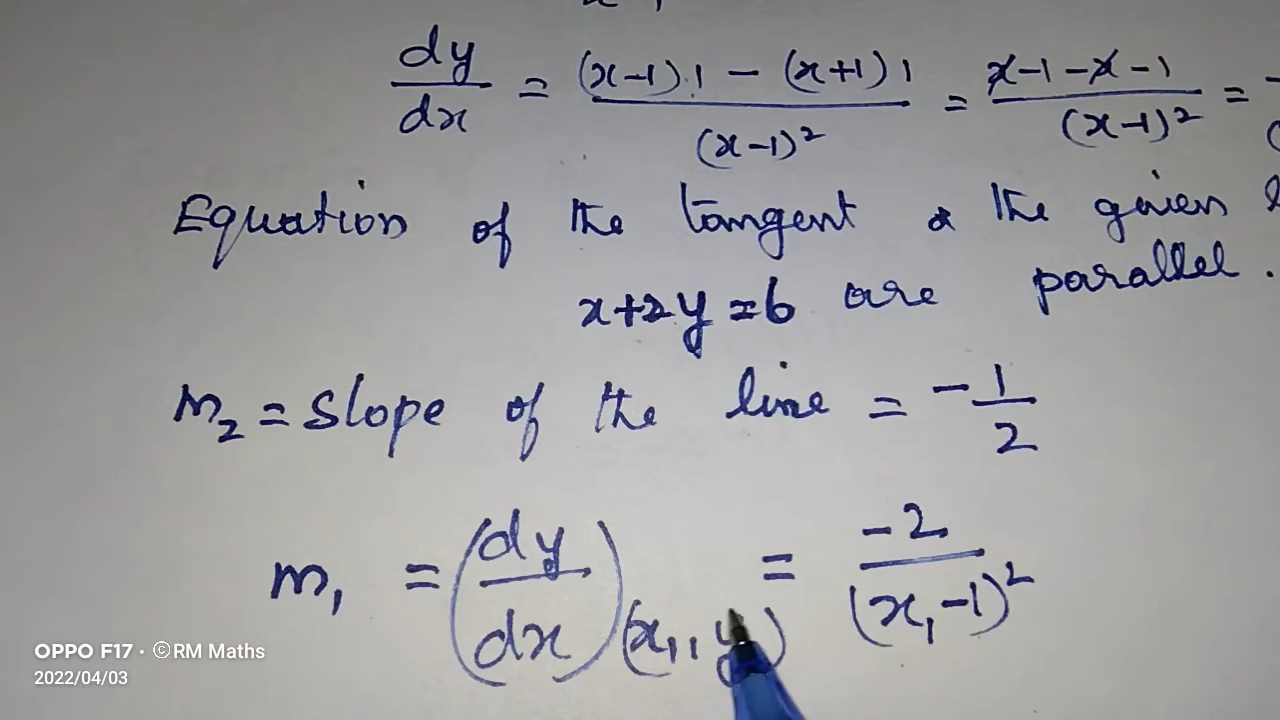 dy/dx = (x-1).1 - (x+1)1 / (x-1)² = x-1-x-1 / (x-1)² =
Equation of the tangent & the given
x+2y=6 are parallel.
m₂ = Slope of the line = -1/2
m₁ = (dy/dx)(x₁, y = -2/(x₁-1)²
OPPO F17 · ©RM Maths
2022/04/03